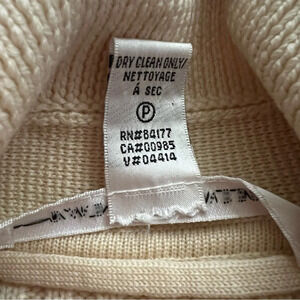 DRY CLEAN ONLY/
NETTOYAGE
À SEC
P
RN#84177
CA#00985
V#04414